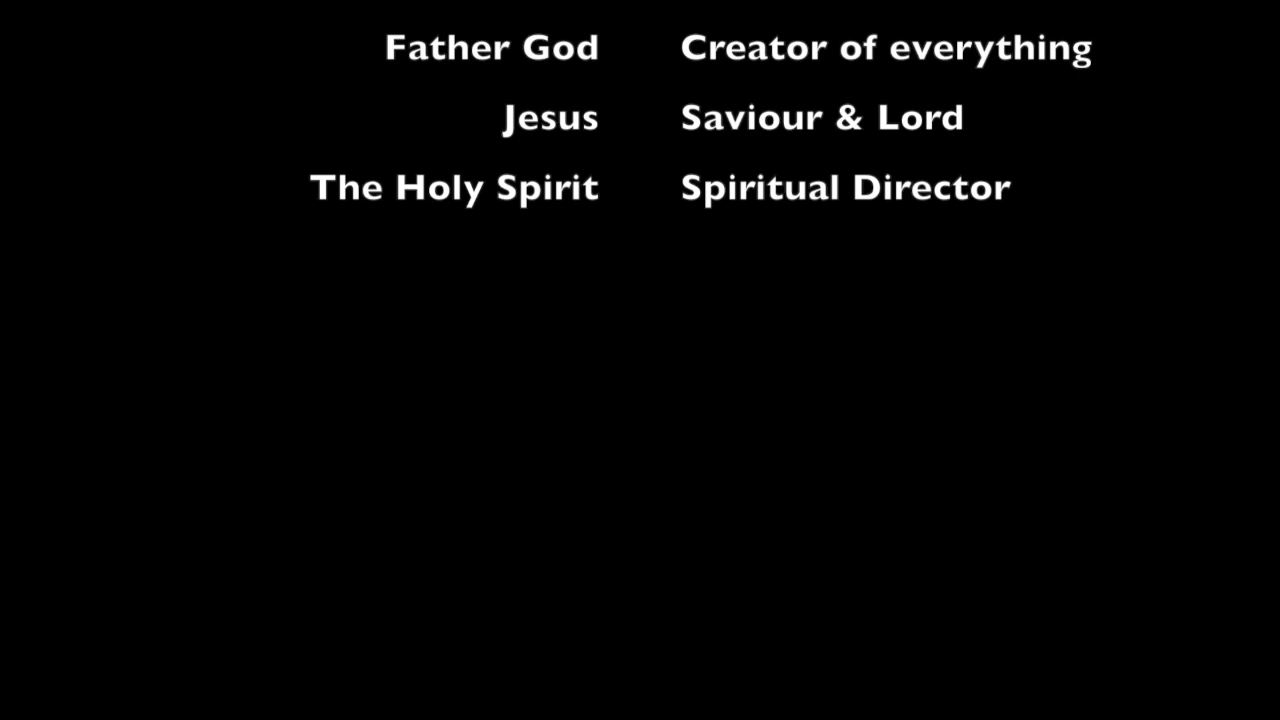 Father God Creator of everything
Jesus Saviour & Lord
The Holy Spirit Spiritual Director